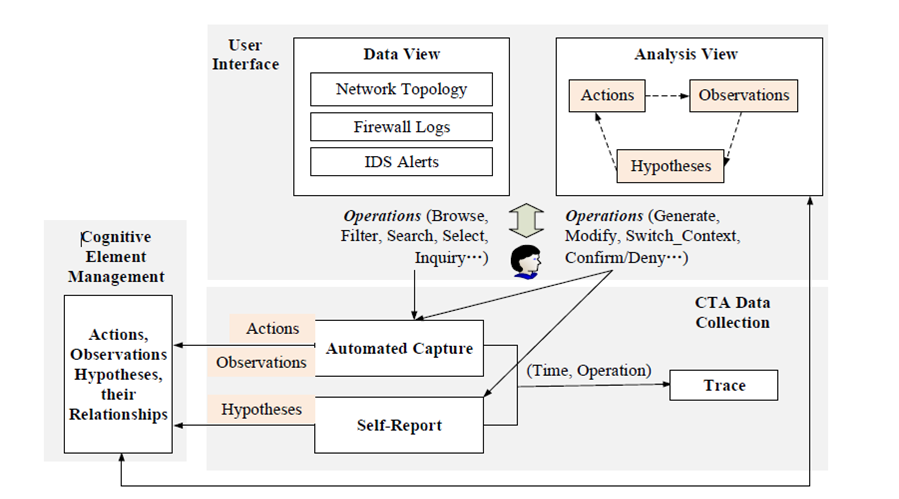 User
Interface
Data View
Network Topology
Firewall Logs
IDS Alerts
Analysis View
Actions
Observations
Hypotheses
Operations (Browse,
Filter, Search, Select,
Inquiry⋯)
Operations (Generate,
Modify, Switch_Context,
Confirm/Deny⋯)
Cognitive
Element
Management
Actions,
Observations
Hypotheses,
their
Relationships
Actions
Observations
Hypotheses
Automated Capture
Self-Report
CTA Data
Collection
(Time, Operation)
Trace